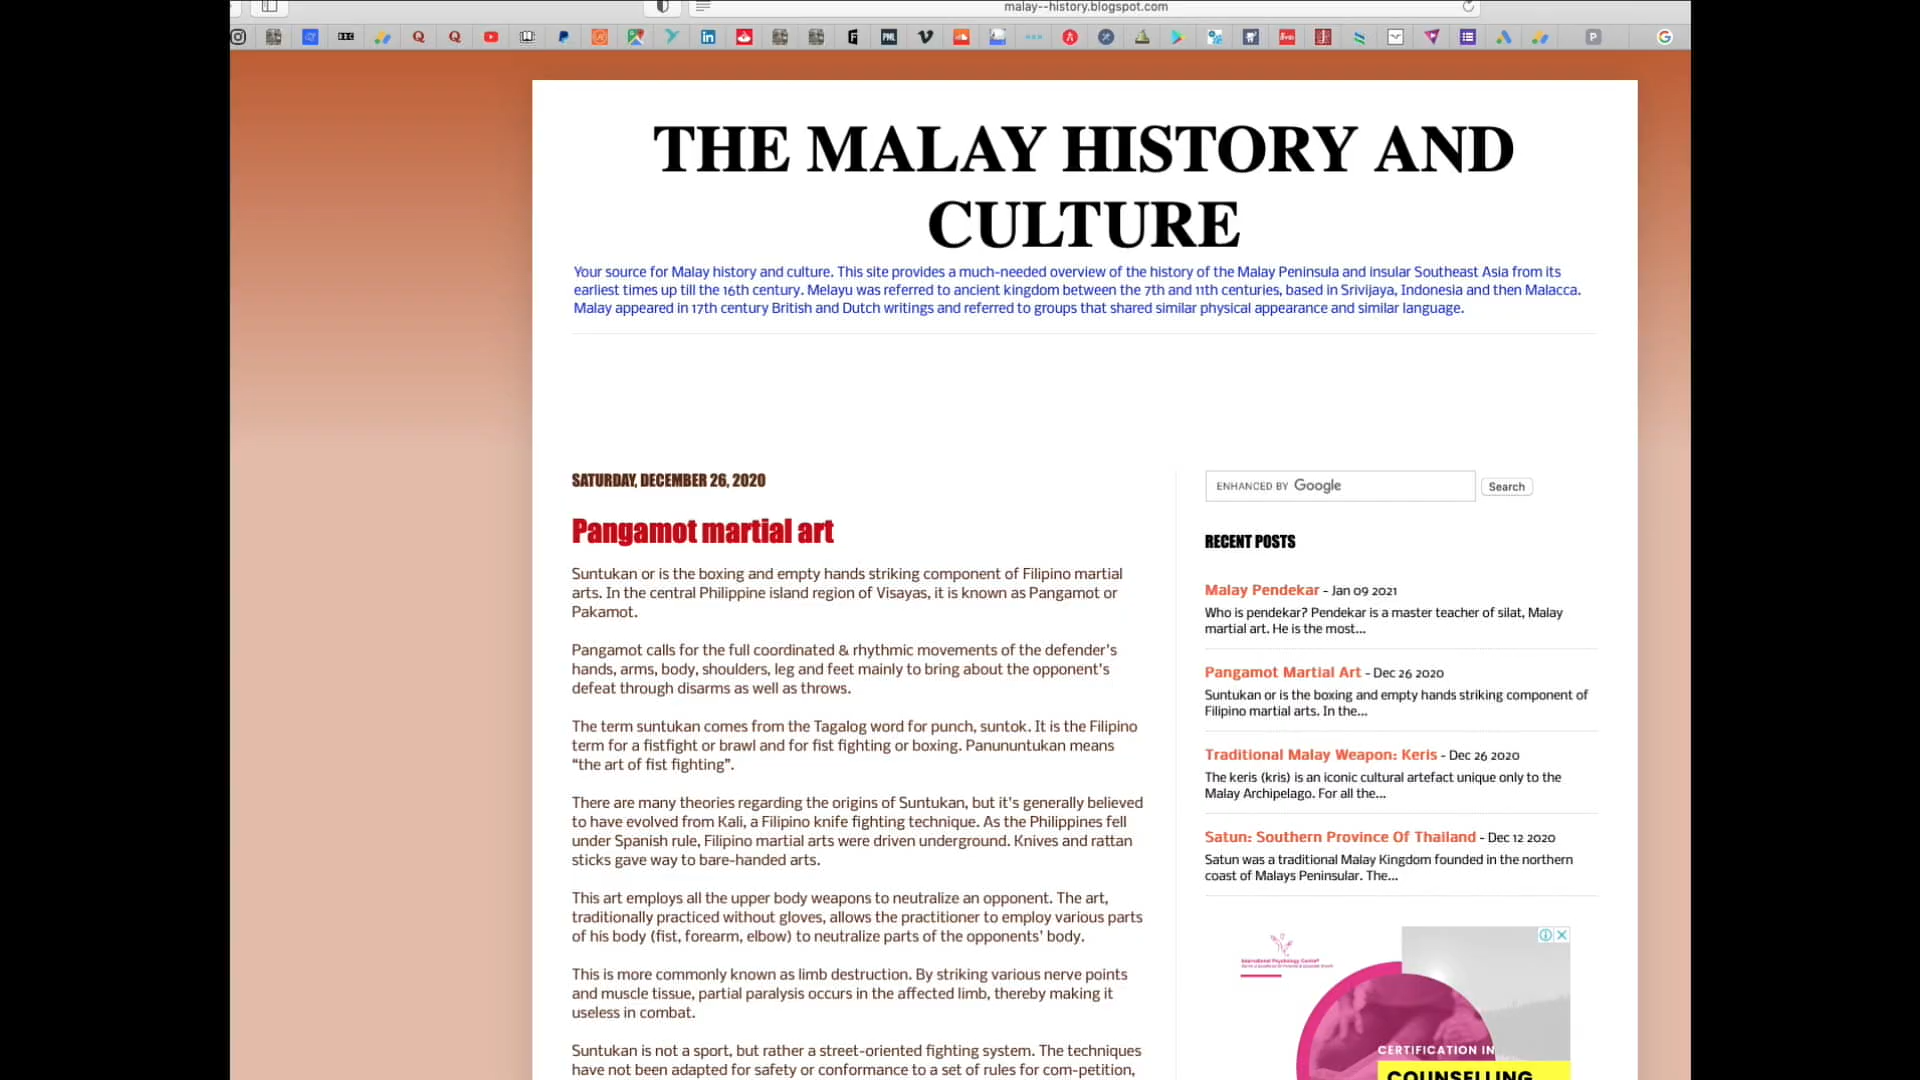 malay--history.blogspot.com
THE MALAY HISTORY AND
CULTURE
Your source for Malay history and culture. This site provides a much-needed overview of the history of the Malay Peninsula and insular Southeast Asia from its
earliest times up till the 16th century. Melayu was referred to ancient kingdom between the 7th and 11th centuries, based in Srivijaya, Indonesia and then Malacca.
Malay appeared in 17th century British and Dutch writings and referred to groups that shared similar physical appearance and similar language.
SATURDAY, DECEMBER 26, 2020
Pangamot martial art
Suntukan or is the boxing and empty hands striking component of Filipino martial
arts. In the central Philippine island region of Visayas, it is known as Pangamot or
Pakamot.
Pangamot calls for the full coordinated & rhythmic movements of the defender's
hands, arms, body, shoulders, leg and feet mainly to bring about the opponent's
defeat through disarms as well as throws.
The term suntukan comes from the Tagalog word for punch, suntok. It is the Filipino
term for a fistfight or brawl and for fist fighting or boxing. Panununtukan means
"the art of fist fighting".
There are many theories regarding the origins of Suntukan, but it's generally believed
to have evolved from Kali, a Filipino knife fighting technique. As the Philippines fell
under Spanish rule, Filipino martial arts were driven underground. Knives and rattan
sticks gave way to bare-handed arts.
This art employs all the upper body weapons to neutralize an opponent. The art,
traditionally practiced without gloves, allows the practitioner to employ various parts
of his body (fist, forearm, elbow) to neutralize parts of the opponents' body.
This is more commonly known as limb destruction. By striking various nerve points
and muscle tissue, partial paralysis occurs in the affected limb, thereby making it
useless in combat.
Suntukan is not a sport, but rather a street-oriented fighting system. The techniques
have not been adapted for safety or conformance to a set of rules for com-petition,
ENHANCED BY Google
Search
RECENT POSTS
Malay Pendekar - Jan 09 2021
Who is pendekar? Pendekar is a master teacher of silat, Malay
martial art. He is the most...
Pangamot Martial Art - Dec 26 2020
Suntukan or is the boxing and empty hands striking component of
Filipino martial arts. In the...
Traditional Malay Weapon: Keris - Dec 26 2020
The keris (kris) is an iconic cultural artefact unique only to the
Malay Archipelago. For all the...
Satun: Southern Province Of Thailand - Dec 12 2020
Satun was a traditional Malay Kingdom founded in the northern
coast of Malays Peninsular. The...
International Psychology Centre
CERTIFICATION IN
COUNSELLING